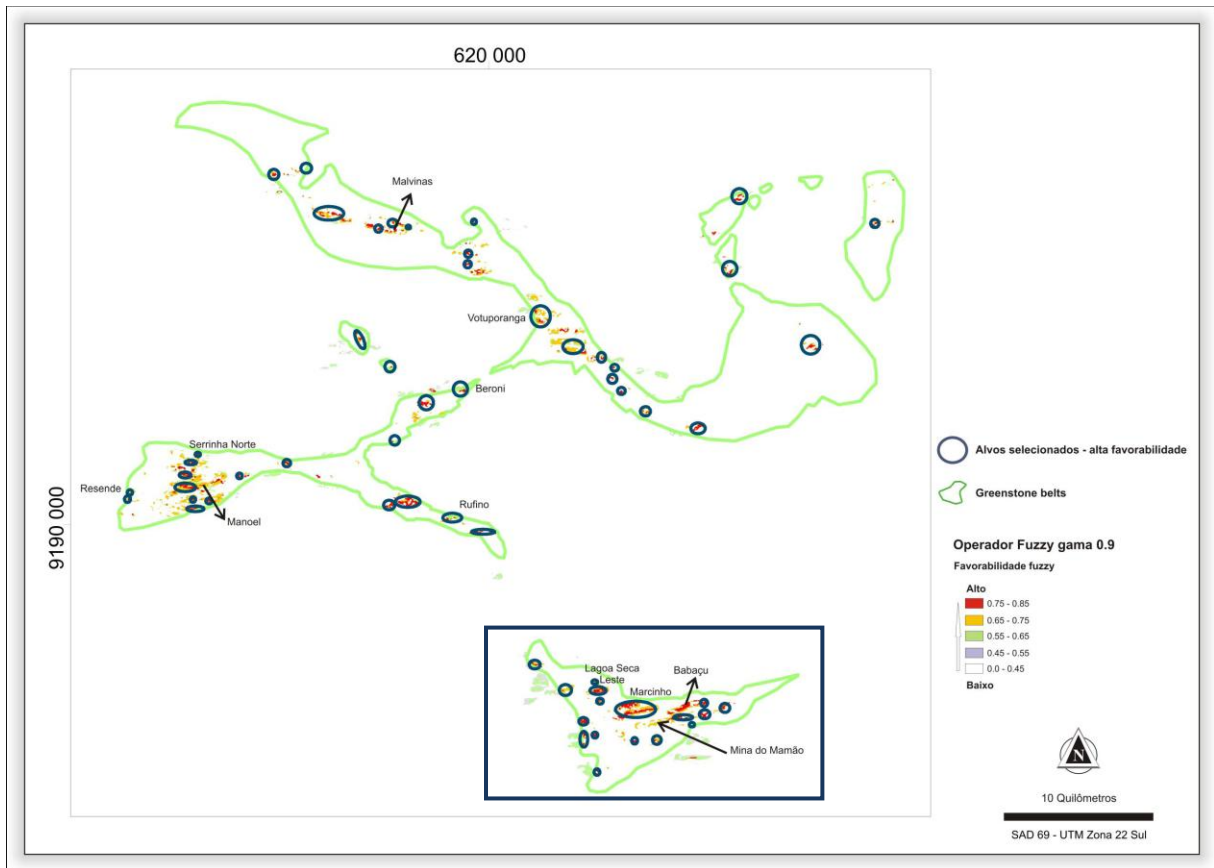 620 000
Malvinas
Votuporanga
Beroni
Serrinha Norte
Resende
Manoel
Rufino
9190 000
Alvos selecionados - alta favorabilidade
Greenstone belts
Operador Fuzzy gama 0.9
Favorabilidade fuzzy
Alto
0.75 - 0.85
0.65 - 0.75
0.55 - 0.65
0.45 - 0.55
0.0 - 0.45
Baixo
Lagoa Seca
Leste
Babaçu
Marcinho
Mina do Mamão
N
10 Quilômetros
SAD 69 - UTM Zona 22 Sul